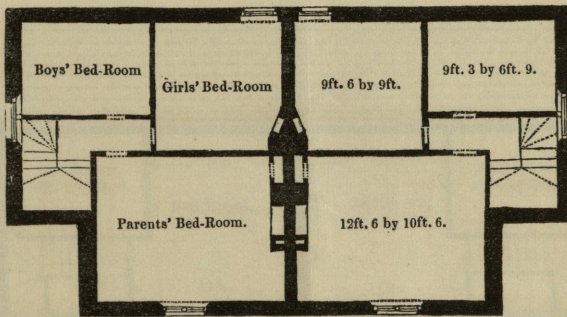 Boys' Bed-Room
Girls' Bed-Room
9ft. 6 by 9ft.
9ft. 3 by 6ft. 9.
Parents' Bed-Room.
12ft. 6 by 10ft. 6.